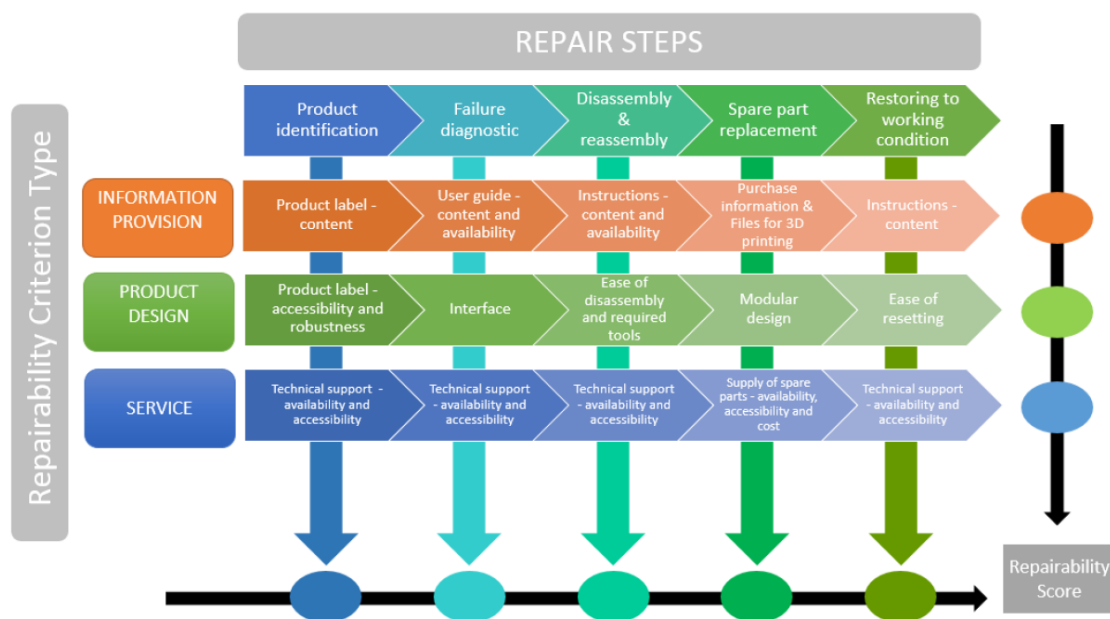 REPAIR STEPS
Repairability Criterion Type
Product
identification
Failure
diagnostic
Disassembly
&
reassembly
Spare part
replacement
Restoring to
working
condition
INFORMATION
PROVISION
Product label -
content
User guide -
content and
availability
Instructions -
content and
availability
Purchase
information &
Files for 3D
printing
Instructions -
content
PRODUCT
DESIGN
Product label -
accessibility and
robustness
Interface
Ease of
disassembly
and required
tools
Modular
design
Ease of
resetting
SERVICE
Technical support -
availability and
accessibility
Technical support
- availability and
accessibility
Technical support
- availability and
accessibility
Supply of spare
parts - availability,
accessibility and
cost
Technical support
- availability and
accessibility
Repairability
Score